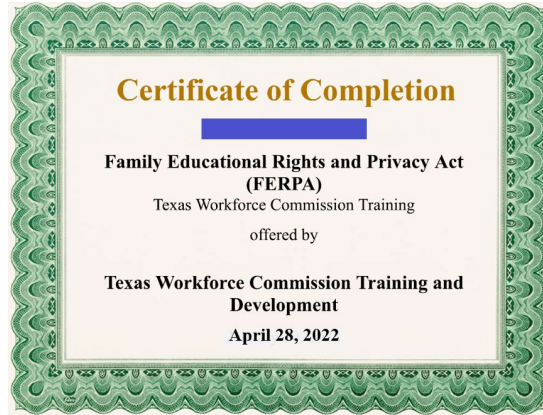 Certificate of Completion
Family Educational Rights and Privacy Act
(FERPA)
Texas Workforce Commission Training
offered by
Texas Workforce Commission Training and
Development
April 28, 2022